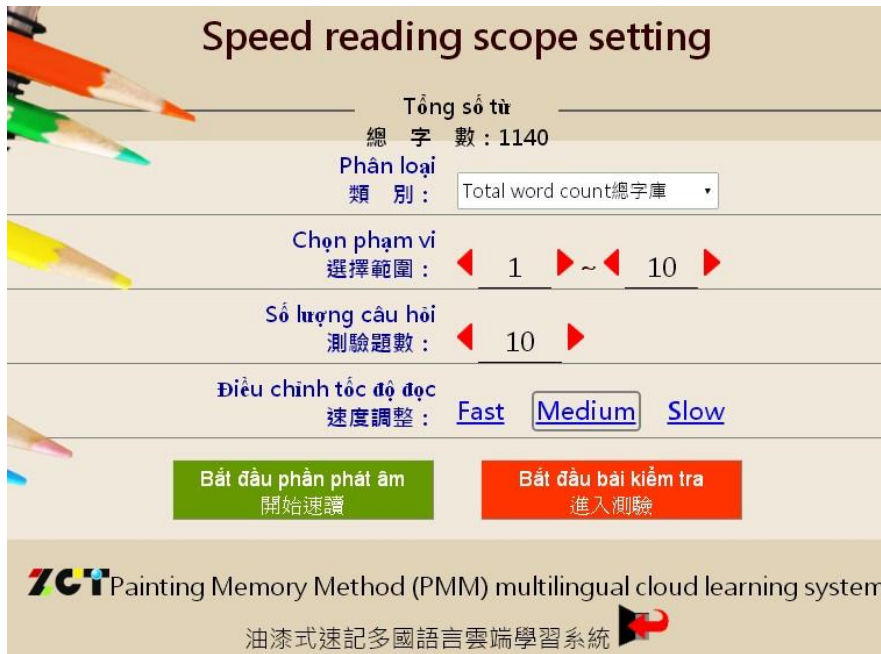 Speed reading scope setting
Tổng số từ
總 字 數：1140
Phân loại
類 別： Total word count總字庫
Chọn phạm vi
選擇範圍： 1 ~ 10
Số lượng câu hỏi
測驗題數： 10
Điều chỉnh tốc độ đọc
速度調整： Fast Medium Slow
Bắt đầu phần phát âm
開始速讀
Bắt đầu bài kiểm tra
進入測驗
ZCT Painting Memory Method (PMM) multilingual cloud learning system
油漆式速記多國語言雲端學習系統